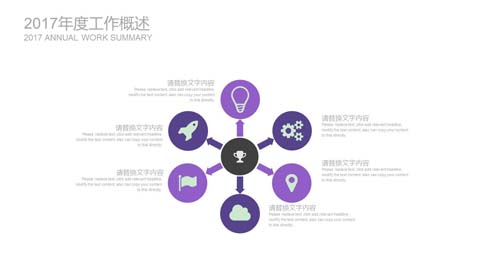 2017年度工作概述
2017 ANNUAL WORK SUMMARY
请替换文字内容
Please replace text, click add relevant headline,
modify the text content, also can copy your content
to this directly.
请替换文字内容
Please replace text, click add relevant headline,
modify the text content, also can copy your content
to this directly.
请替换文字内容
Please replace text, click add relevant headline,
modify the text content, also can copy your content
to this directly.
请替换文字内容
Please replace text, click add relevant headline,
modify the text content, also can copy your content
to this directly.
请替换文字内容
Please replace text, click add relevant headline,
modify the text content, also can copy your content
to this directly.
请替换文字内容
Please replace text, click add relevant headline,
modify the text content, also can copy your content
to this directly.